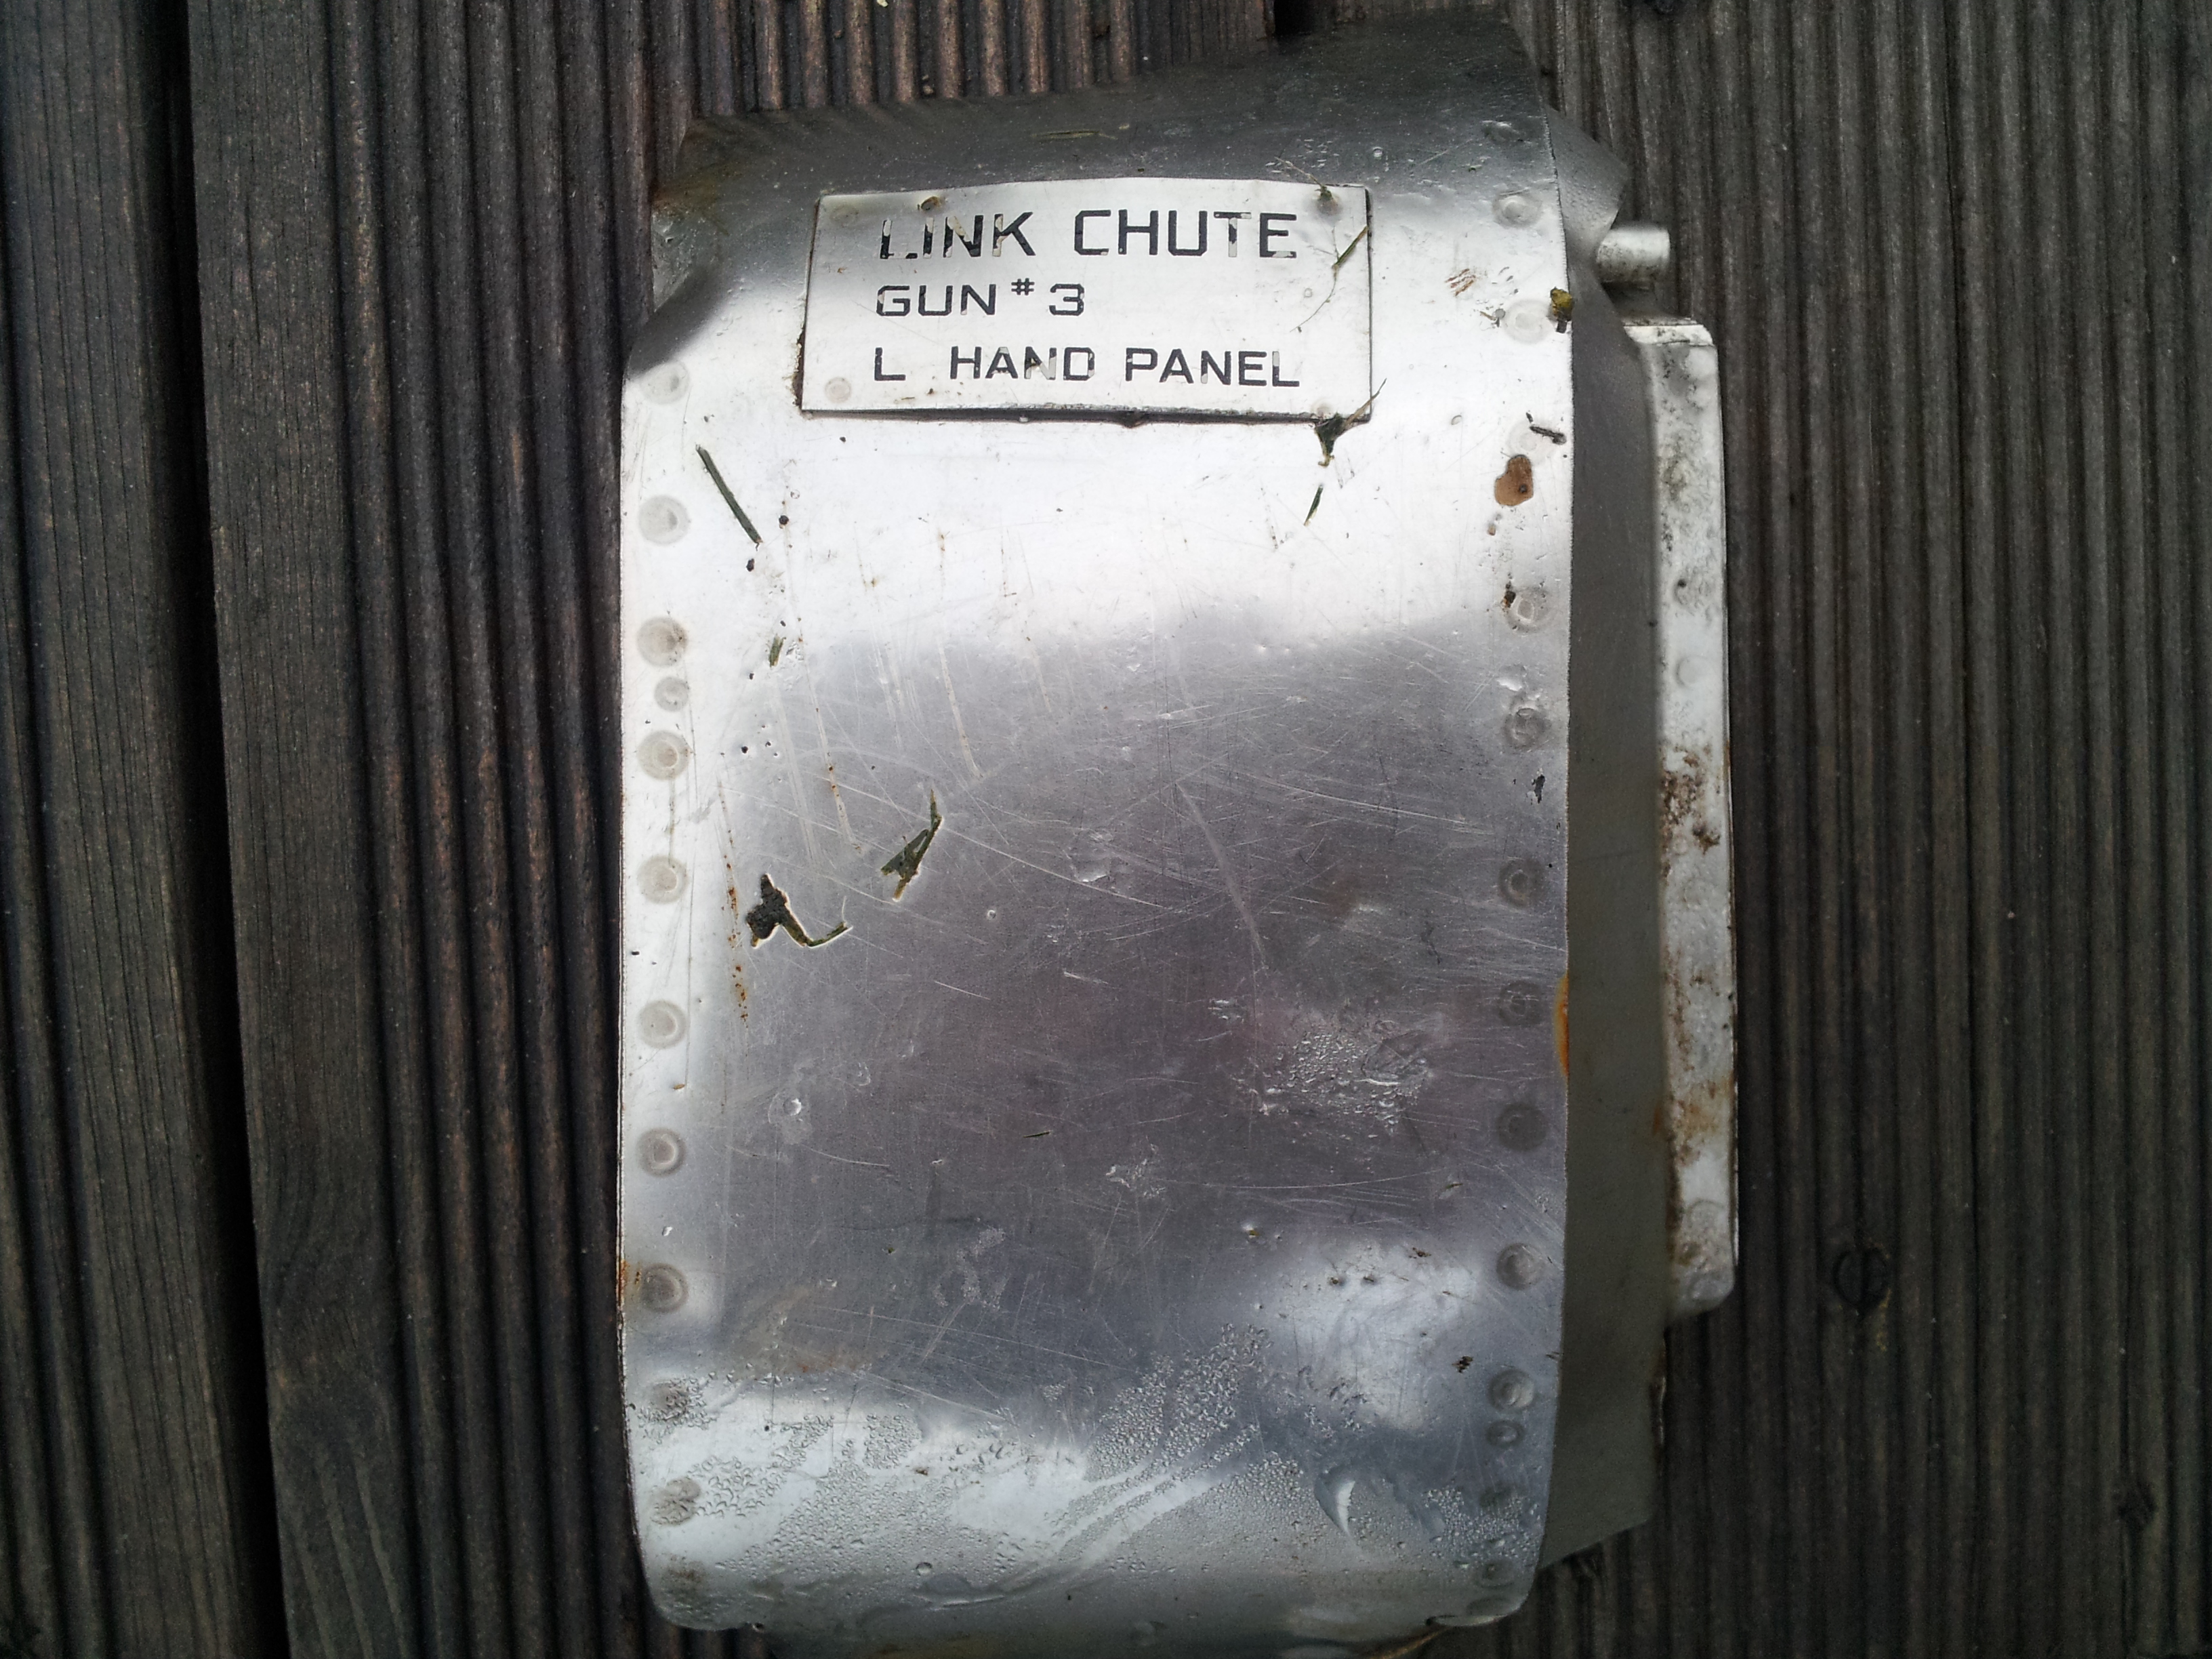 LINK CHUTE
GUN #3
L HAND PANEL